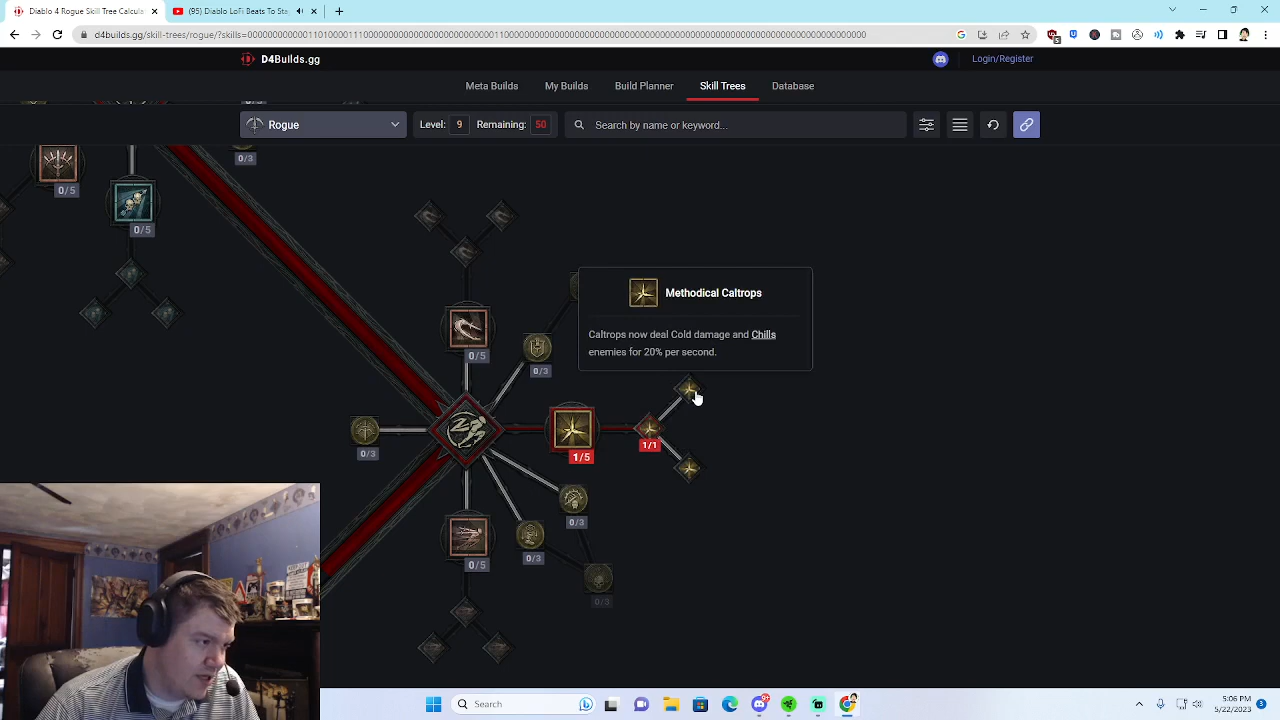 Diablo 4 Rogue Skill Tree Calcula
(95) Diablo LoFi Beats To Sta
d4builds.gg/skill-trees/rogue/?skills=
D4Builds.gg
Login/Register
Meta Builds
My Builds
Build Planner
Skill Trees
Database
Rogue
Level: 9 Remaining: 50
Search by name or keyword...
0/3
0/5
0/5
Methodical Caltrops
Caltrops now deal Cold damage and Chills
enemies for 20% per second.
0/5
0/3
0/3
1/5
1/1
0/3
0/3
0/5
0/3
Search
5:06 PM
5/22/2023